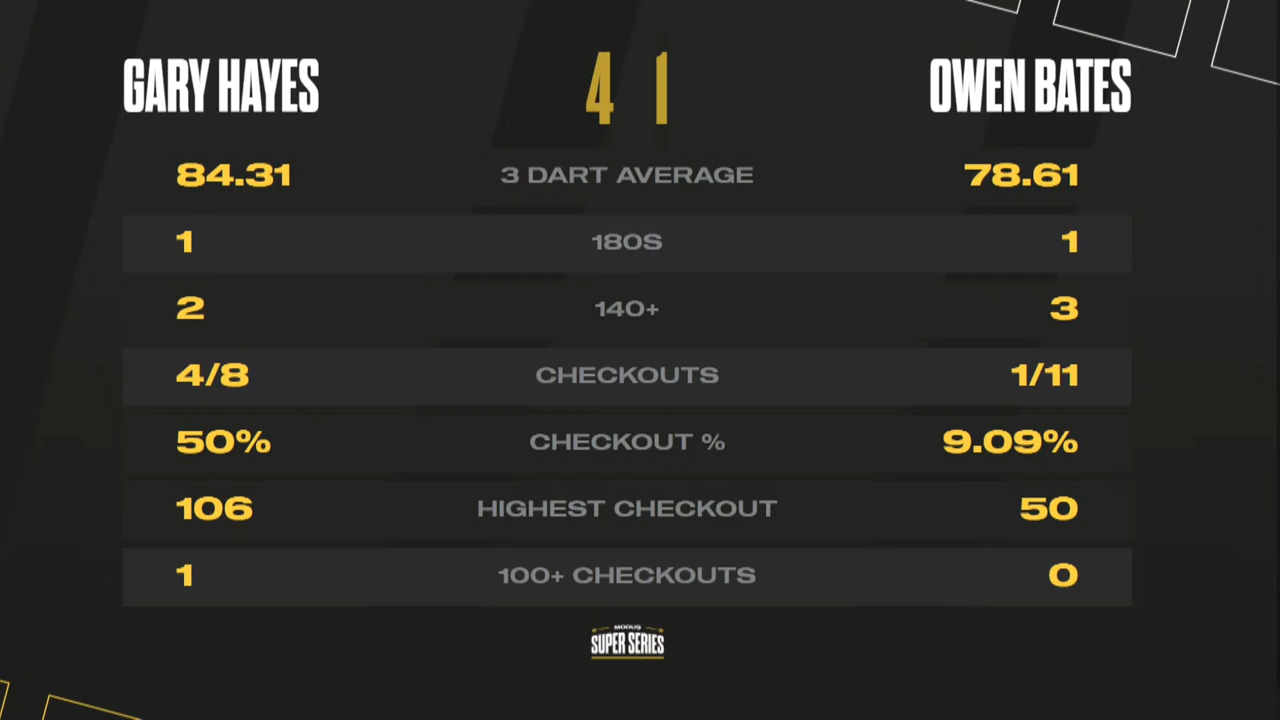 GARY HAYES 4 1 OWEN BATES
84.31 3 DART AVERAGE 78.61
1 180S 1
2 140+ 3
4/8 CHECKOUTS 1/11
50% CHECKOUT % 9.09%
106 HIGHEST CHECKOUT 50
1 100+ CHECKOUTS 0
MODUS
SUPER SERIES